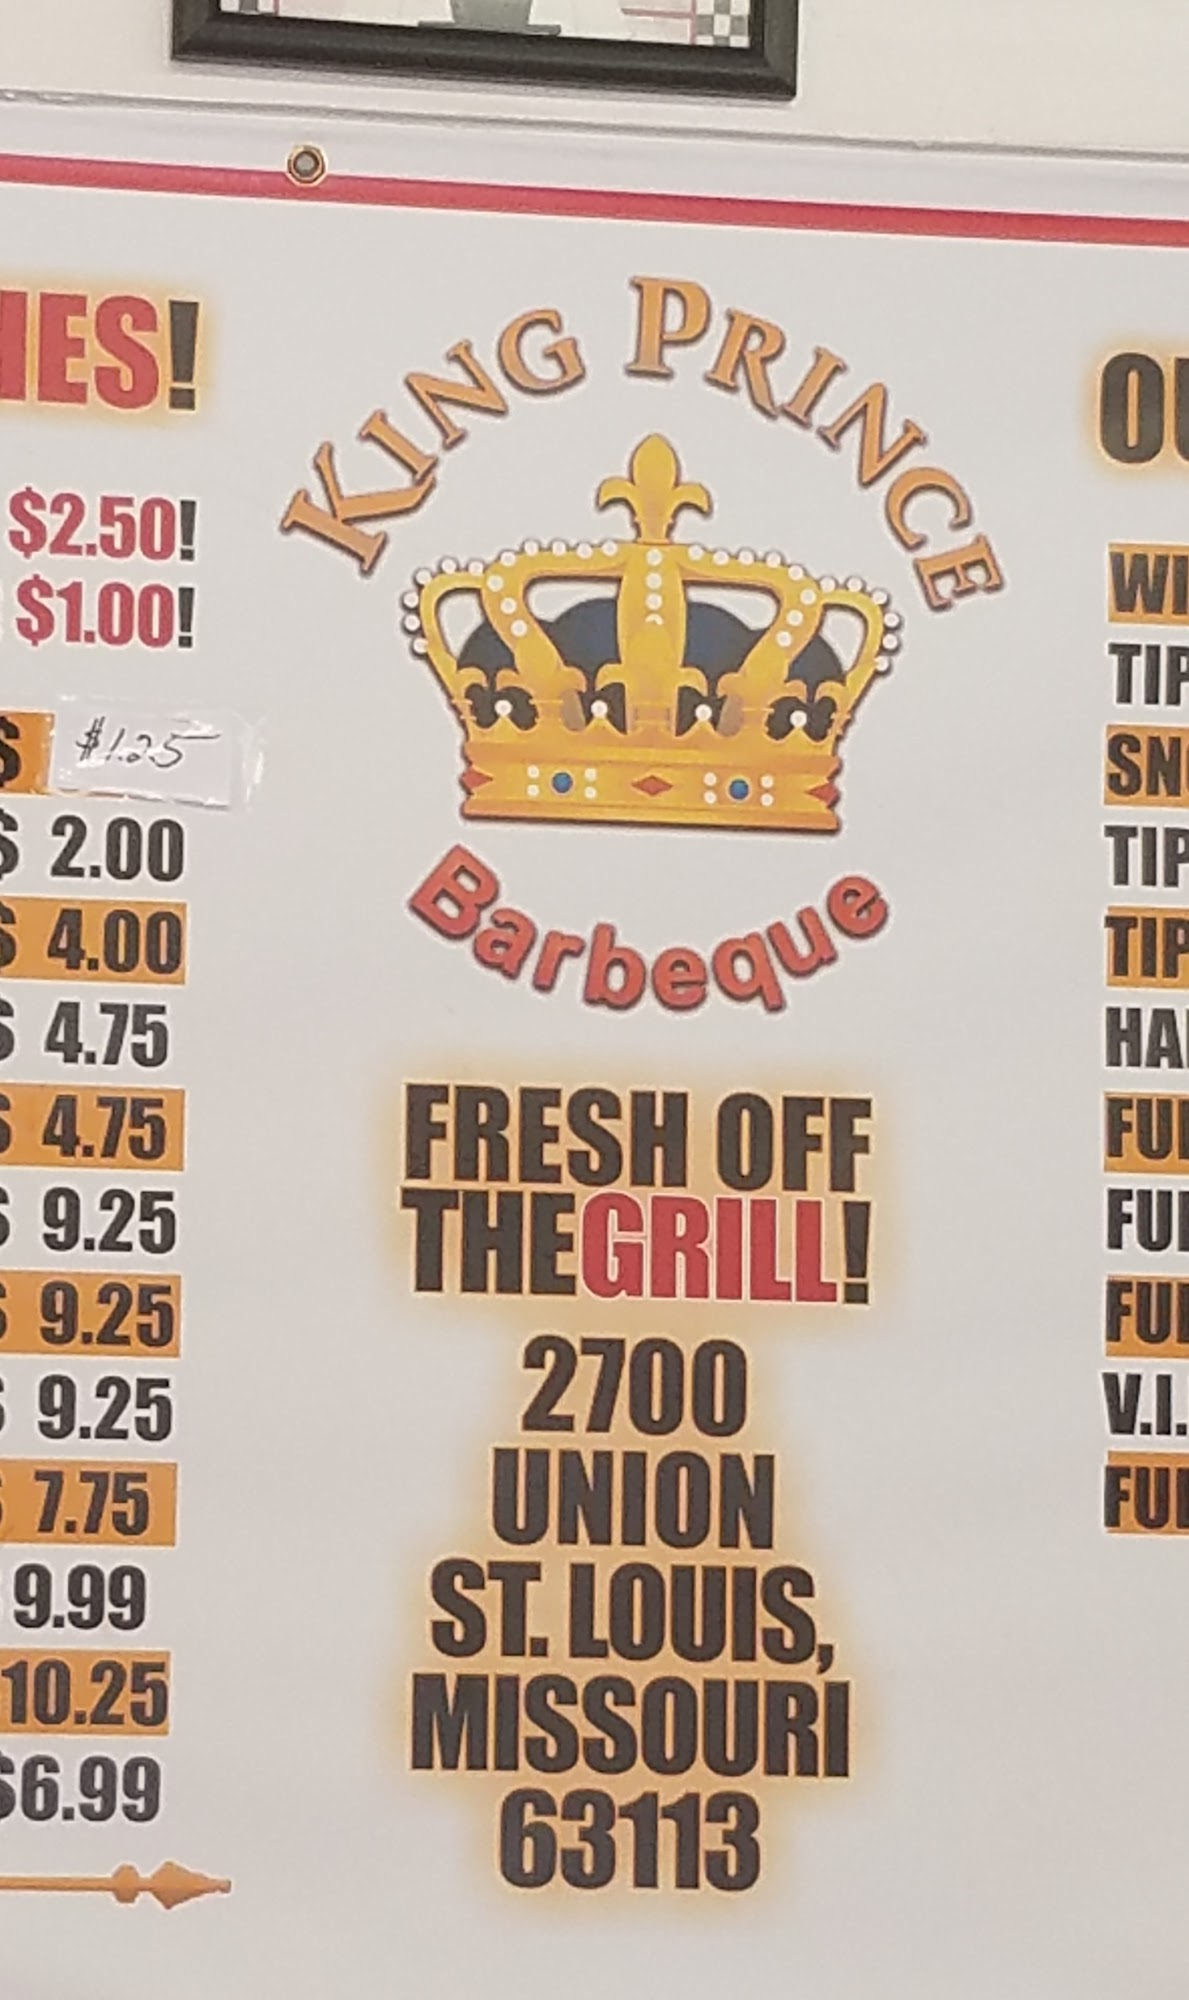 $2.50!
$1.00!
$ $1.25
$ 2.00
$ 4.00
$ 4.75
$ 4.75
$ 9.25
$ 9.25
$ 9.25
$ 7.75
9.99
10.25
$6.99
KING PRINCE
Barbeque
FRESH OFF
THE GRILL!
2700
UNION
ST. LOUIS,
MISSOURI
63113
TIP
TIP
TIP
V.I.